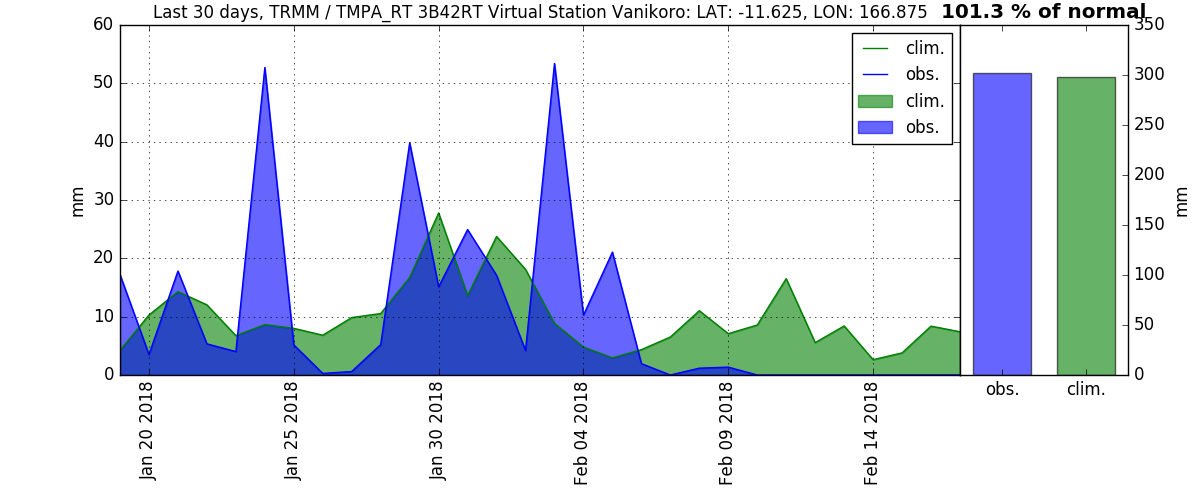 Last 30 days, TRMM / TMPA_RT 3B42RT Virtual Station Vanikoro: LAT: -11.625, LON: 166.875 101.3 % of normal
60
50
40
30
20
10
0
mm
clim.
obs.
clim.
obs.
350
300
250
200
150
100
50
0
mm
obs.
clim.
Jan 20 2018
Jan 25 2018
Jan 30 2018
Feb 04 2018
Feb 09 2018
Feb 14 2018